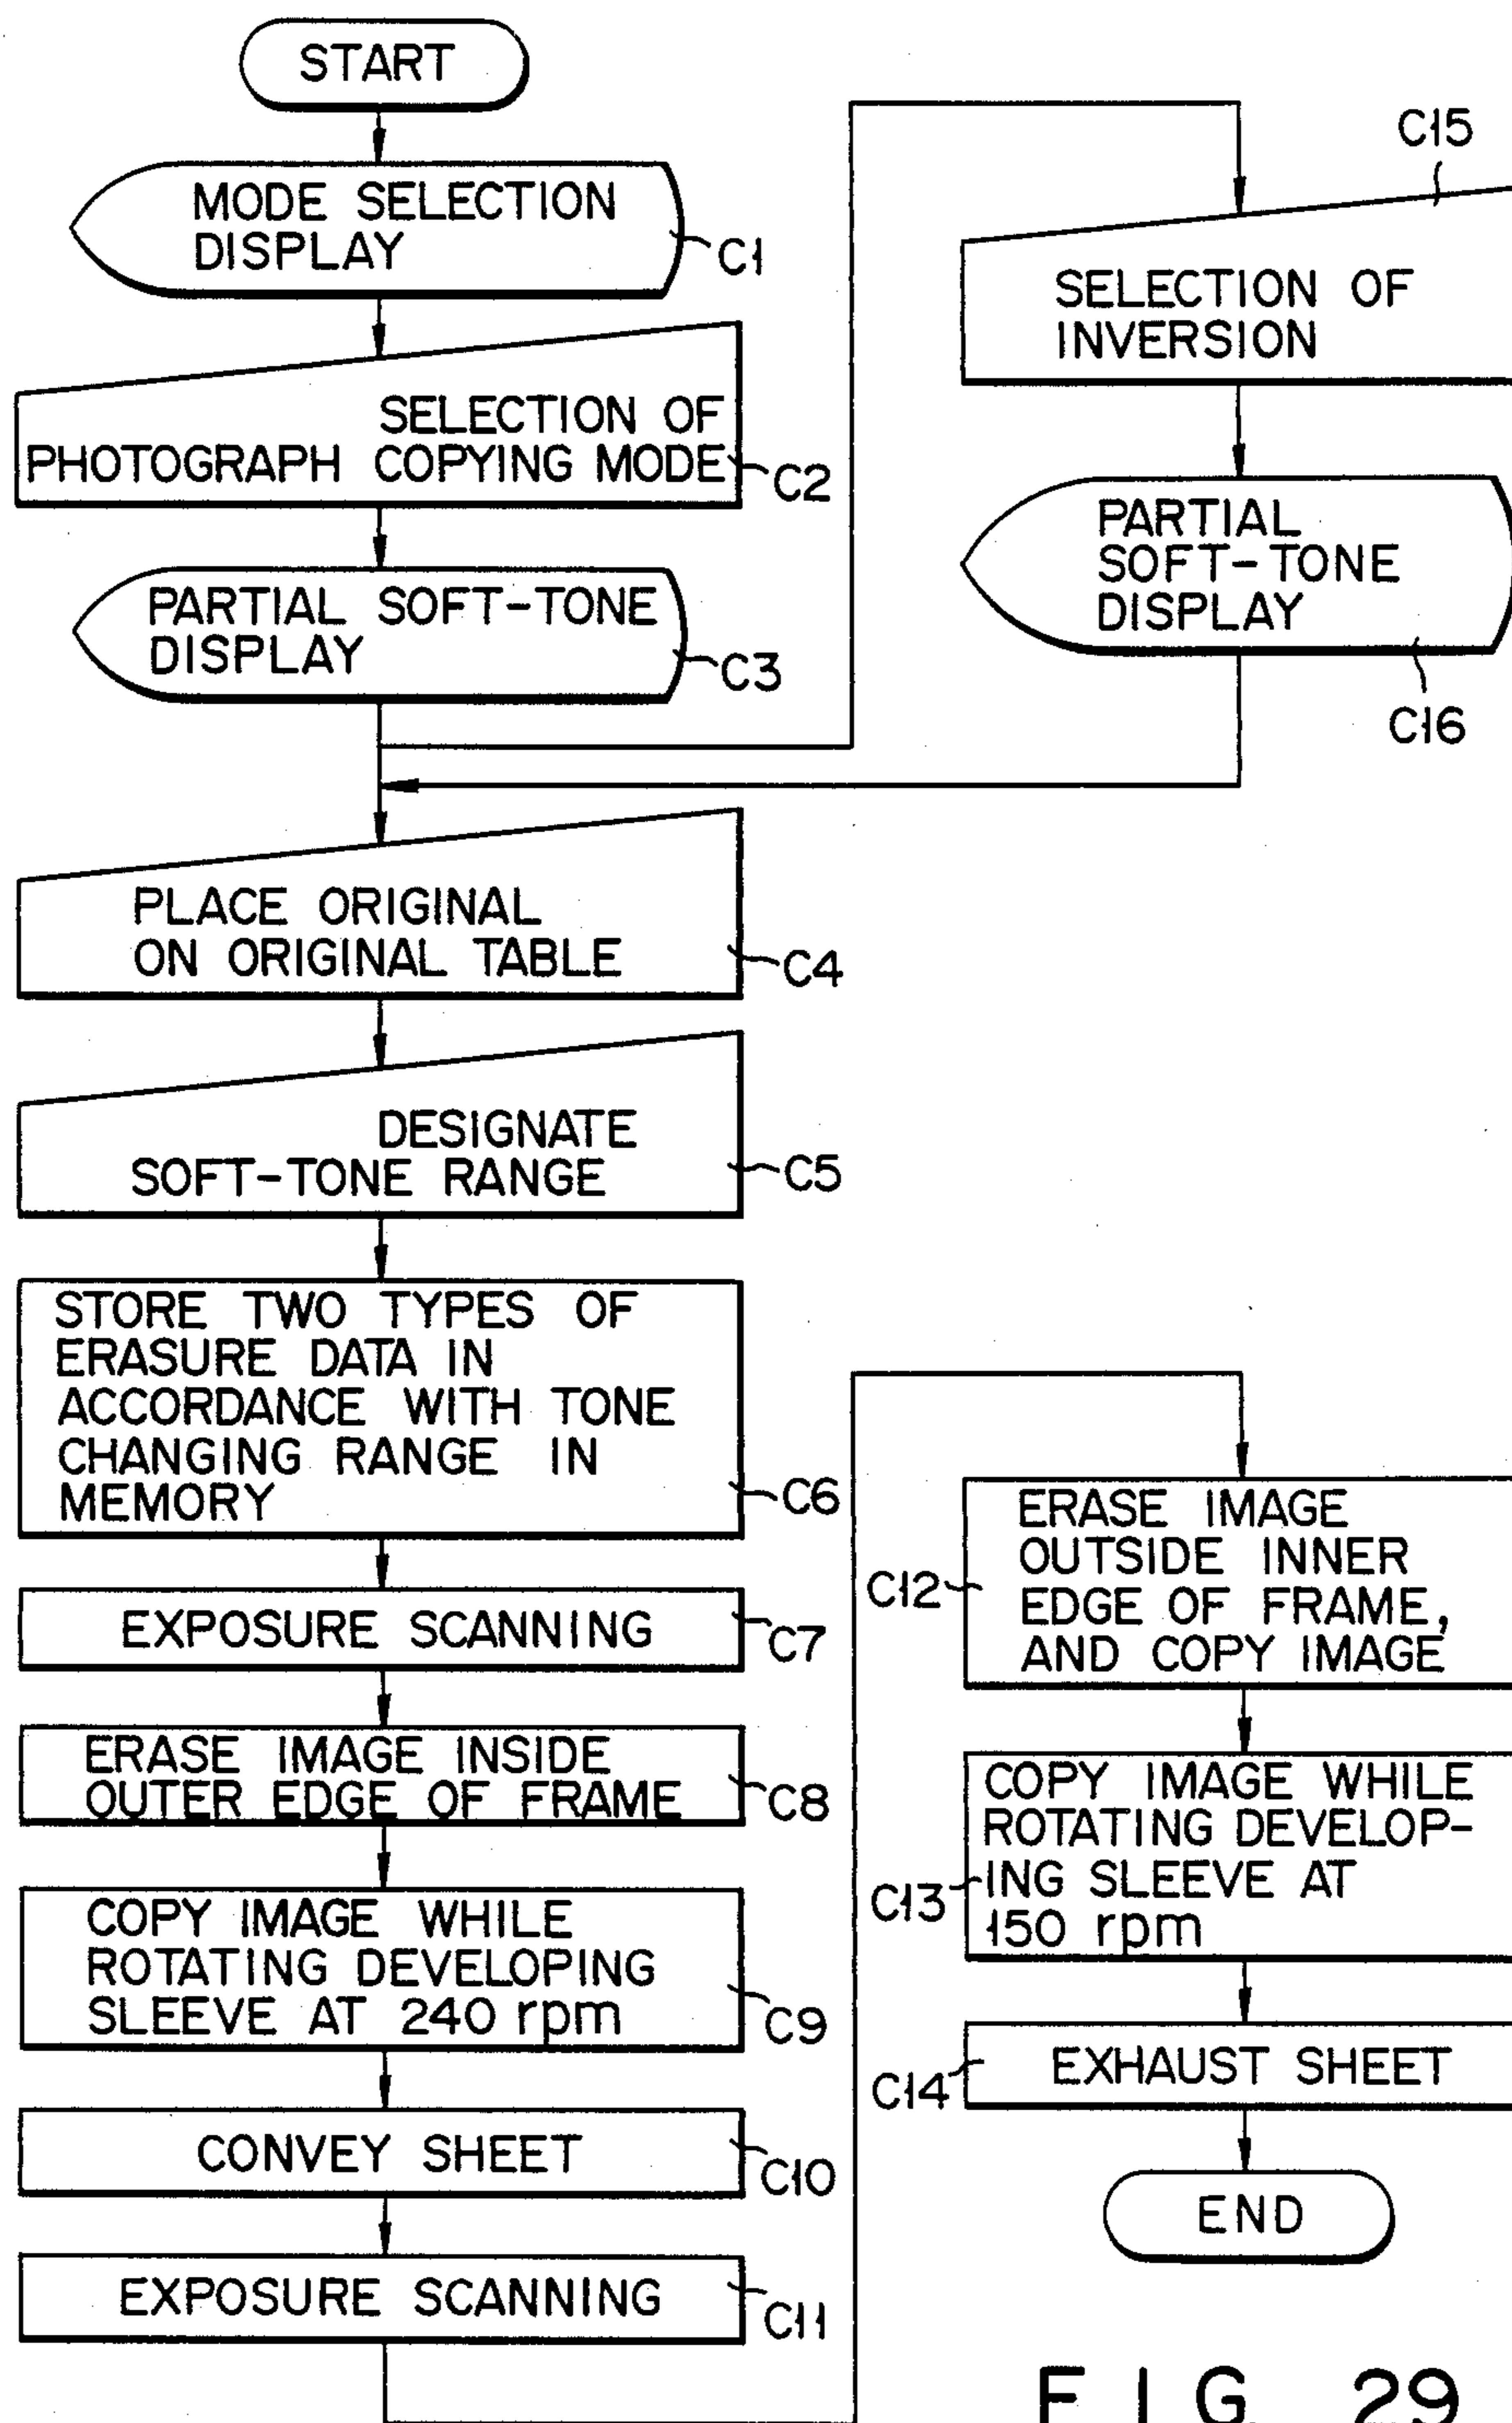 START
MODE SELECTION
DISPLAY
C1
SELECTION OF
PHOTOGRAPH COPYING MODE
C2
PARTIAL SOFT-TONE
DISPLAY
C3
PLACE ORIGINAL
ON ORIGINAL TABLE
C4
DESIGNATE
SOFT-TONE RANGE
C5
STORE TWO TYPES OF
ERASURE DATA IN
ACCORDANCE WITH TONE
CHANGING RANGE IN
MEMORY
C6
EXPOSURE SCANNING
C7
ERASE IMAGE INSIDE
OUTER EDGE OF FRAME
C8
COPY IMAGE WHILE
ROTATING DEVELOPING
SLEEVE AT 240 rpm
C9
CONVEY SHEET
C10
EXPOSURE SCANNING
C11
C15
SELECTION OF
INVERSION
PARTIAL
SOFT-TONE
DISPLAY
C16
ERASE IMAGE
OUTSIDE INNER
EDGE OF FRAME,
AND COPY IMAGE
C12
COPY IMAGE WHILE
ROTATING DEVELOP-
ING SLEEVE AT
150 rpm
C13
EXHAUST SHEET
C14
END
FIG. 29